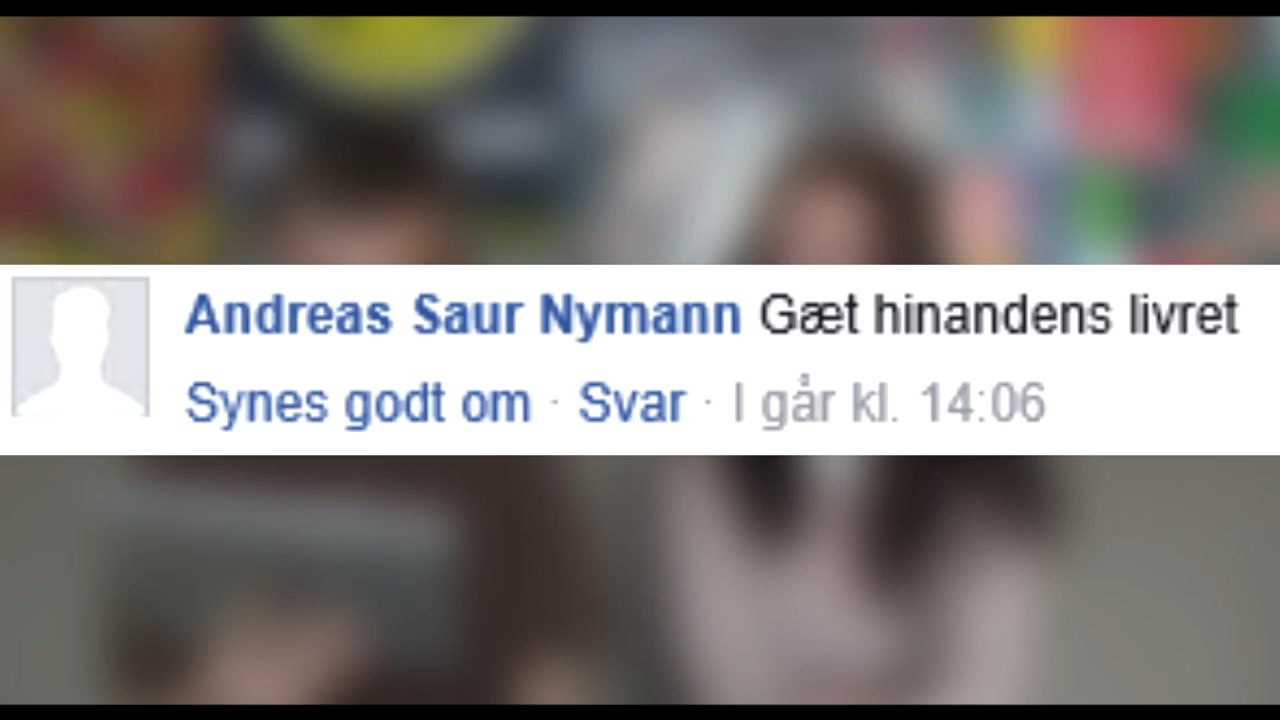 Andreas Saur Nymann Gæt hinandens livret
Synes godt om · Svar · I går kl. 14:06